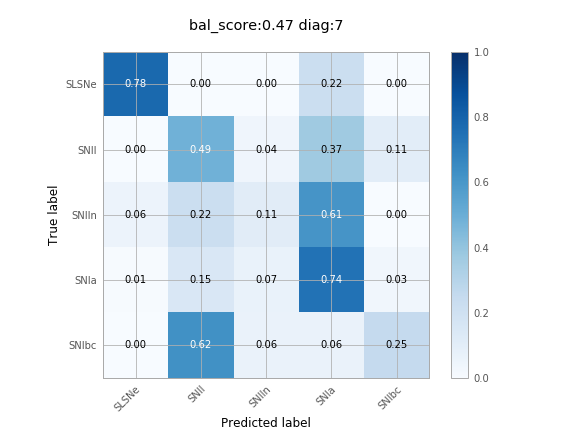 bal_score:0.47 diag:7
SLSNe 0.78 0.00 0.00 0.22 0.00
SNII 0.00 0.49 0.04 0.37 0.11
SNIIn 0.06 0.22 0.11 0.61 0.00
SNIa 0.01 0.15 0.07 0.74 0.03
SNIbc 0.00 0.62 0.06 0.06 0.25
SLSNe SNII SNIIn SNIa SNIbc
Predicted label
True label
1.0
0.8
0.6
0.4
0.2
0.0